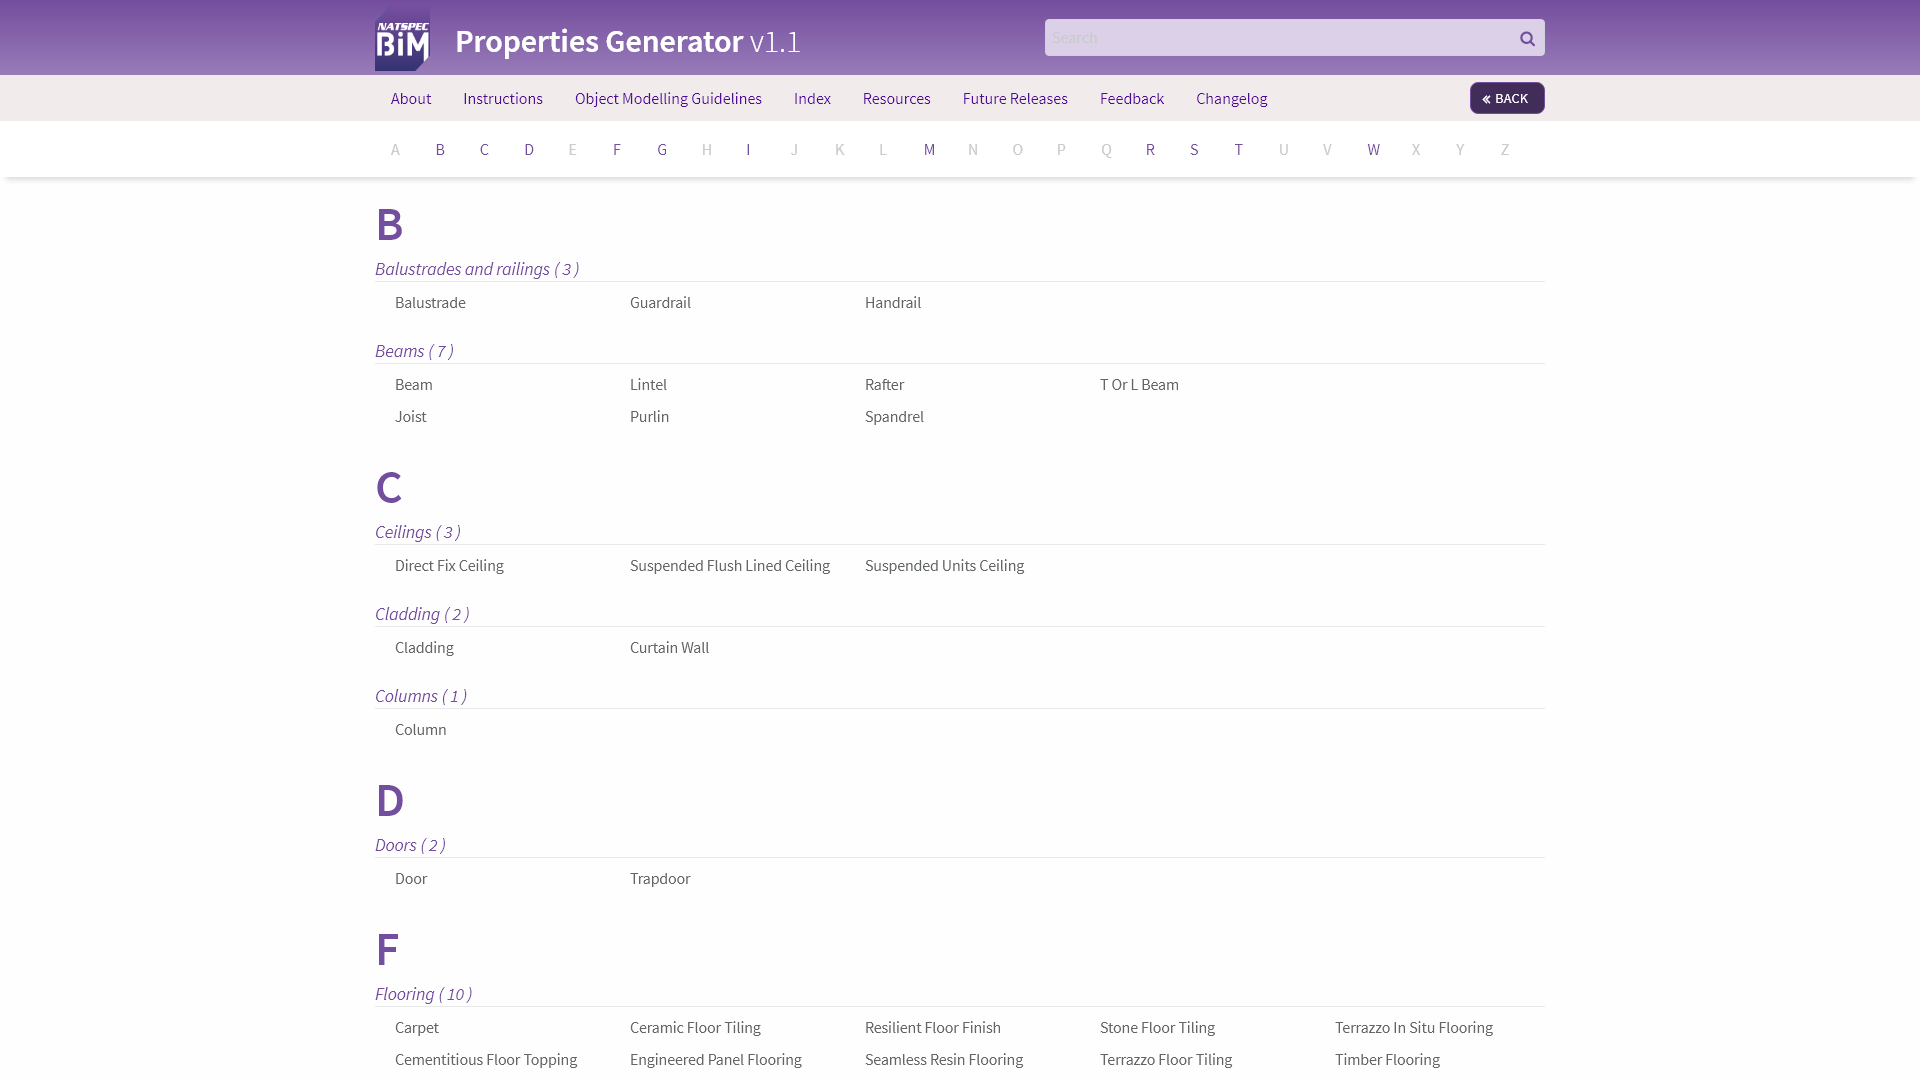 NATSPEC
BiM
Properties Generator v1.1
Search
About Instructions Object Modelling Guidelines Index Resources Future Releases Feedback Changelog
« BACK
A B C D E F G H I J K L M N O P Q R S T U V W X Y Z
B
Balustrades and railings ( 3 )
Balustrade Guardrail Handrail
Beams ( 7 )
Beam Lintel Rafter T Or L Beam
Joist Purlin Spandrel
C
Ceilings ( 3 )
Direct Fix Ceiling Suspended Flush Lined Ceiling Suspended Units Ceiling
Cladding ( 2 )
Cladding Curtain Wall
Columns ( 1 )
Column
D
Doors ( 2 )
Door Trapdoor
F
Flooring ( 10 )
Carpet Ceramic Floor Tiling Resilient Floor Finish Stone Floor Tiling Terrazzo In Situ Flooring
Cementitious Floor Topping Engineered Panel Flooring Seamless Resin Flooring Terrazzo Floor Tiling Timber Flooring